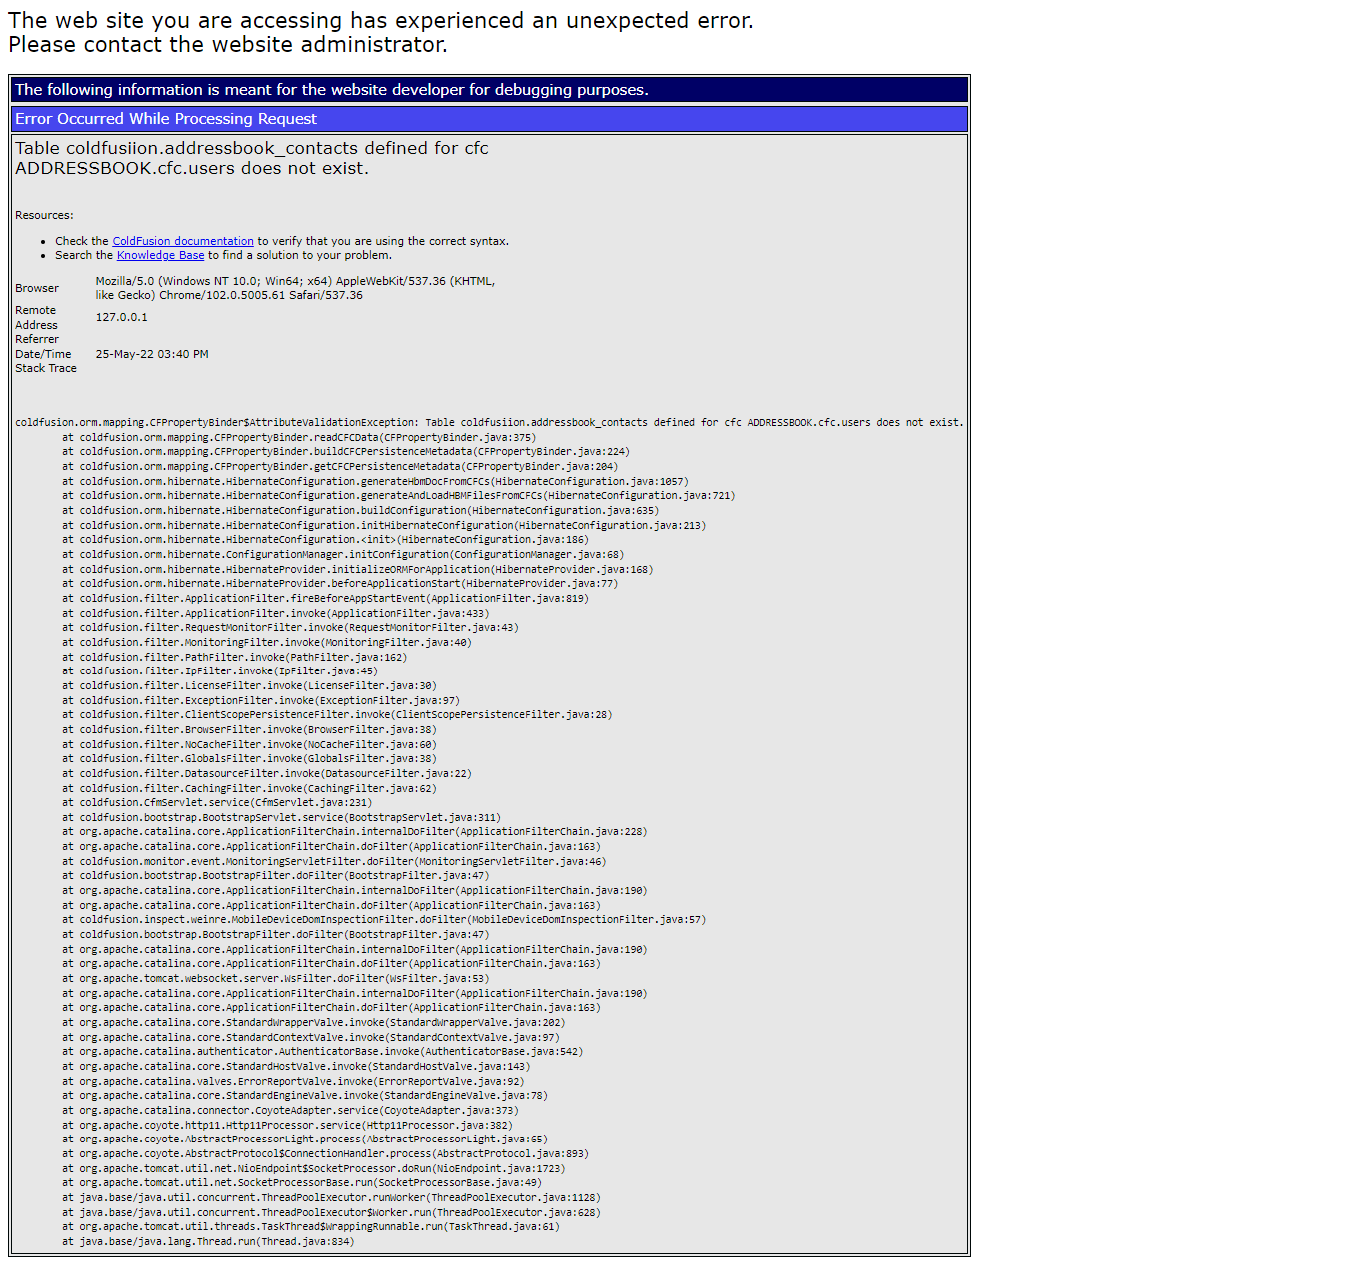 The web site you are accessing has experienced an unexpected error.
Please contact the website administrator.
The following information is meant for the website developer for debugging purposes.
Error Occurred While Processing Request
Table coldfusiion.addressbook_contacts defined for cfc
ADDRESSBOOK.cfc.users does not exist.
Resources:
• Check the ColdFusion documentation to verify that you are using the correct syntax.
• Search the Knowledge Base to find a solution to your problem.
Browser
Mozilla/5.0 (Windows NT 10.0; Win64; x64) AppleWebKit/537.36 (KHTML,
like Gecko) Chrome/102.0.5005.61 Safari/537.36
Remote
Address
127.0.0.1
Referrer
Date/Time 25-May-22 03:40 PM
Stack Trace
coldfusion.orm.mapping.CFPropertyBinder$AttributeValidationException: Table coldfusiion.addressbook_contacts defined for cfc ADDRESSBOOK.cfc.users does not exist.
at coldfusion.orm.mapping.CFPropertyBinder.readCFCData(CFPropertyBinder.java:375)
at coldfusion.orm.mapping.CFPropertyBinder.buildCFCPersistenceMetadata(CFPropertyBinder.java:224)
at coldfusion.orm.mapping.CFPropertyBinder.getCFCPersistenceMetadata(CFPropertyBinder.java:204)
at coldfusion.orm.hibernate.HibernateConfiguration.generateHbmDocFromCFCs(HibernateConfiguration.java:1057)
at coldfusion.orm.hibernate.HibernateConfiguration.generateAndLoadHBMFilesFromCFCs(HibernateConfiguration.java:721)
at coldfusion.orm.hibernate.HibernateConfiguration.buildConfiguration(HibernateConfiguration.java:635)
at coldfusion.orm.hibernate.HibernateConfiguration.initHibernateConfiguration(HibernateConfiguration.java:213)
at coldfusion.orm.hibernate.HibernateConfiguration.<init>(HibernateConfiguration.java:186)
at coldfusion.orm.hibernate.ConfigurationManager.initConfiguration(ConfigurationManager.java:68)
at coldfusion.orm.hibernate.HibernateProvider.initializeORMForApplication(HibernateProvider.java:168)
at coldfusion.orm.hibernate.HibernateProvider.beforeApplicationStart(HibernateProvider.java:77)
at coldfusion.filter.ApplicationFilter.fireBeforeAppStartEvent(ApplicationFilter.java:819)
at coldfusion.filter.ApplicationFilter.invoke(ApplicationFilter.java:433)
at coldfusion.filter.RequestMonitorFilter.invoke(RequestMonitorFilter.java:43)
at coldfusion.filter.MonitoringFilter.invoke(MonitoringFilter.java:40)
at coldfusion.filter.PathFilter.invoke(PathFilter.java:162)
at coldfusion.filter.IpFilter.invoke(IpFilter.java:45)
at coldfusion.filter.LicenseFilter.invoke(LicenseFilter.java:30)
at coldfusion.filter.ExceptionFilter.invoke(ExceptionFilter.java:97)
at coldfusion.filter.ClientScopePersistenceFilter.invoke(ClientScopePersistenceFilter.java:28)
at coldfusion.filter.BrowserFilter.invoke(BrowserFilter.java:38)
at coldfusion.filter.NoCacheFilter.invoke(NoCacheFilter.java:60)
at coldfusion.filter.GlobalsFilter.invoke(GlobalsFilter.java:38)
at coldfusion.filter.DatasourceFilter.invoke(DatasourceFilter.java:22)
at coldfusion.filter.CachingFilter.invoke(CachingFilter.java:62)
at coldfusion.CfmServlet.service(CfmServlet.java:231)
at coldfusion.bootstrap.BootstrapServlet.service(BootstrapServlet.java:311)
at org.apache.catalina.core.ApplicationFilterChain.internalDoFilter(ApplicationFilterChain.java:228)
at org.apache.catalina.core.ApplicationFilterChain.doFilter(ApplicationFilterChain.java:163)
at coldfusion.monitor.event.MonitoringServletFilter.doFilter(MonitoringServletFilter.java:46)
at coldfusion.bootstrap.BootstrapFilter.doFilter(BootstrapFilter.java:47)
at org.apache.catalina.core.ApplicationFilterChain.internalDoFilter(ApplicationFilterChain.java:190)
at org.apache.catalina.core.ApplicationFilterChain.doFilter(ApplicationFilterChain.java:163)
at coldfusion.inspect.weinre.MobileDeviceDomInspectionFilter.doFilter(MobileDeviceDomInspectionFilter.java:57)
at coldfusion.bootstrap.BootstrapFilter.doFilter(BootstrapFilter.java:47)
at org.apache.catalina.core.ApplicationFilterChain.internalDoFilter(ApplicationFilterChain.java:190)
at org.apache.catalina.core.ApplicationFilterChain.doFilter(ApplicationFilterChain.java:163)
at org.apache.tomcat.websocket.server.WsFilter.doFilter(WsFilter.java:53)
at org.apache.catalina.core.ApplicationFilterChain.internalDoFilter(ApplicationFilterChain.java:190)
at org.apache.catalina.core.ApplicationFilterChain.doFilter(ApplicationFilterChain.java:163)
at org.apache.catalina.core.StandardWrapperValve.invoke(StandardWrapperValve.java:202)
at org.apache.catalina.core.StandardContextValve.invoke(StandardContextValve.java:97)
at org.apache.catalina.authenticator.AuthenticatorBase.invoke(AuthenticatorBase.java:542)
at org.apache.catalina.core.StandardHostValve.invoke(StandardHostValve.java:143)
at org.apache.catalina.valves.ErrorReportValve.invoke(ErrorReportValve.java:92)
at org.apache.catalina.core.StandardEngineValve.invoke(StandardEngineValve.java:78)
at org.apache.catalina.connector.CoyoteAdapter.service(CoyoteAdapter.java:373)
at org.apache.coyote.http11.Http11Processor.service(Http11Processor.java:382)
at org.apache.coyote.AbstractProcessorLight.process(AbstractProcessorLight.java:65)
at org.apache.coyote.AbstractProtocol$ConnectionHandler.process(AbstractProtocol.java:893)
at org.apache.tomcat.util.net.NioEndpoint$SocketProcessor.doRun(NioEndpoint.java:1723)
at org.apache.tomcat.util.net.SocketProcessorBase.run(SocketProcessorBase.java:49)
at java.base/java.util.concurrent.ThreadPoolExecutor.runWorker(ThreadPoolExecutor.java:1128)
at java.base/java.util.concurrent.ThreadPoolExecutor$Worker.run(ThreadPoolExecutor.java:628)
at org.apache.tomcat.util.threads.TaskThread$WrappingRunnable.run(TaskThread.java:61)
at java.base/java.lang.Thread.run(Thread.java:834)